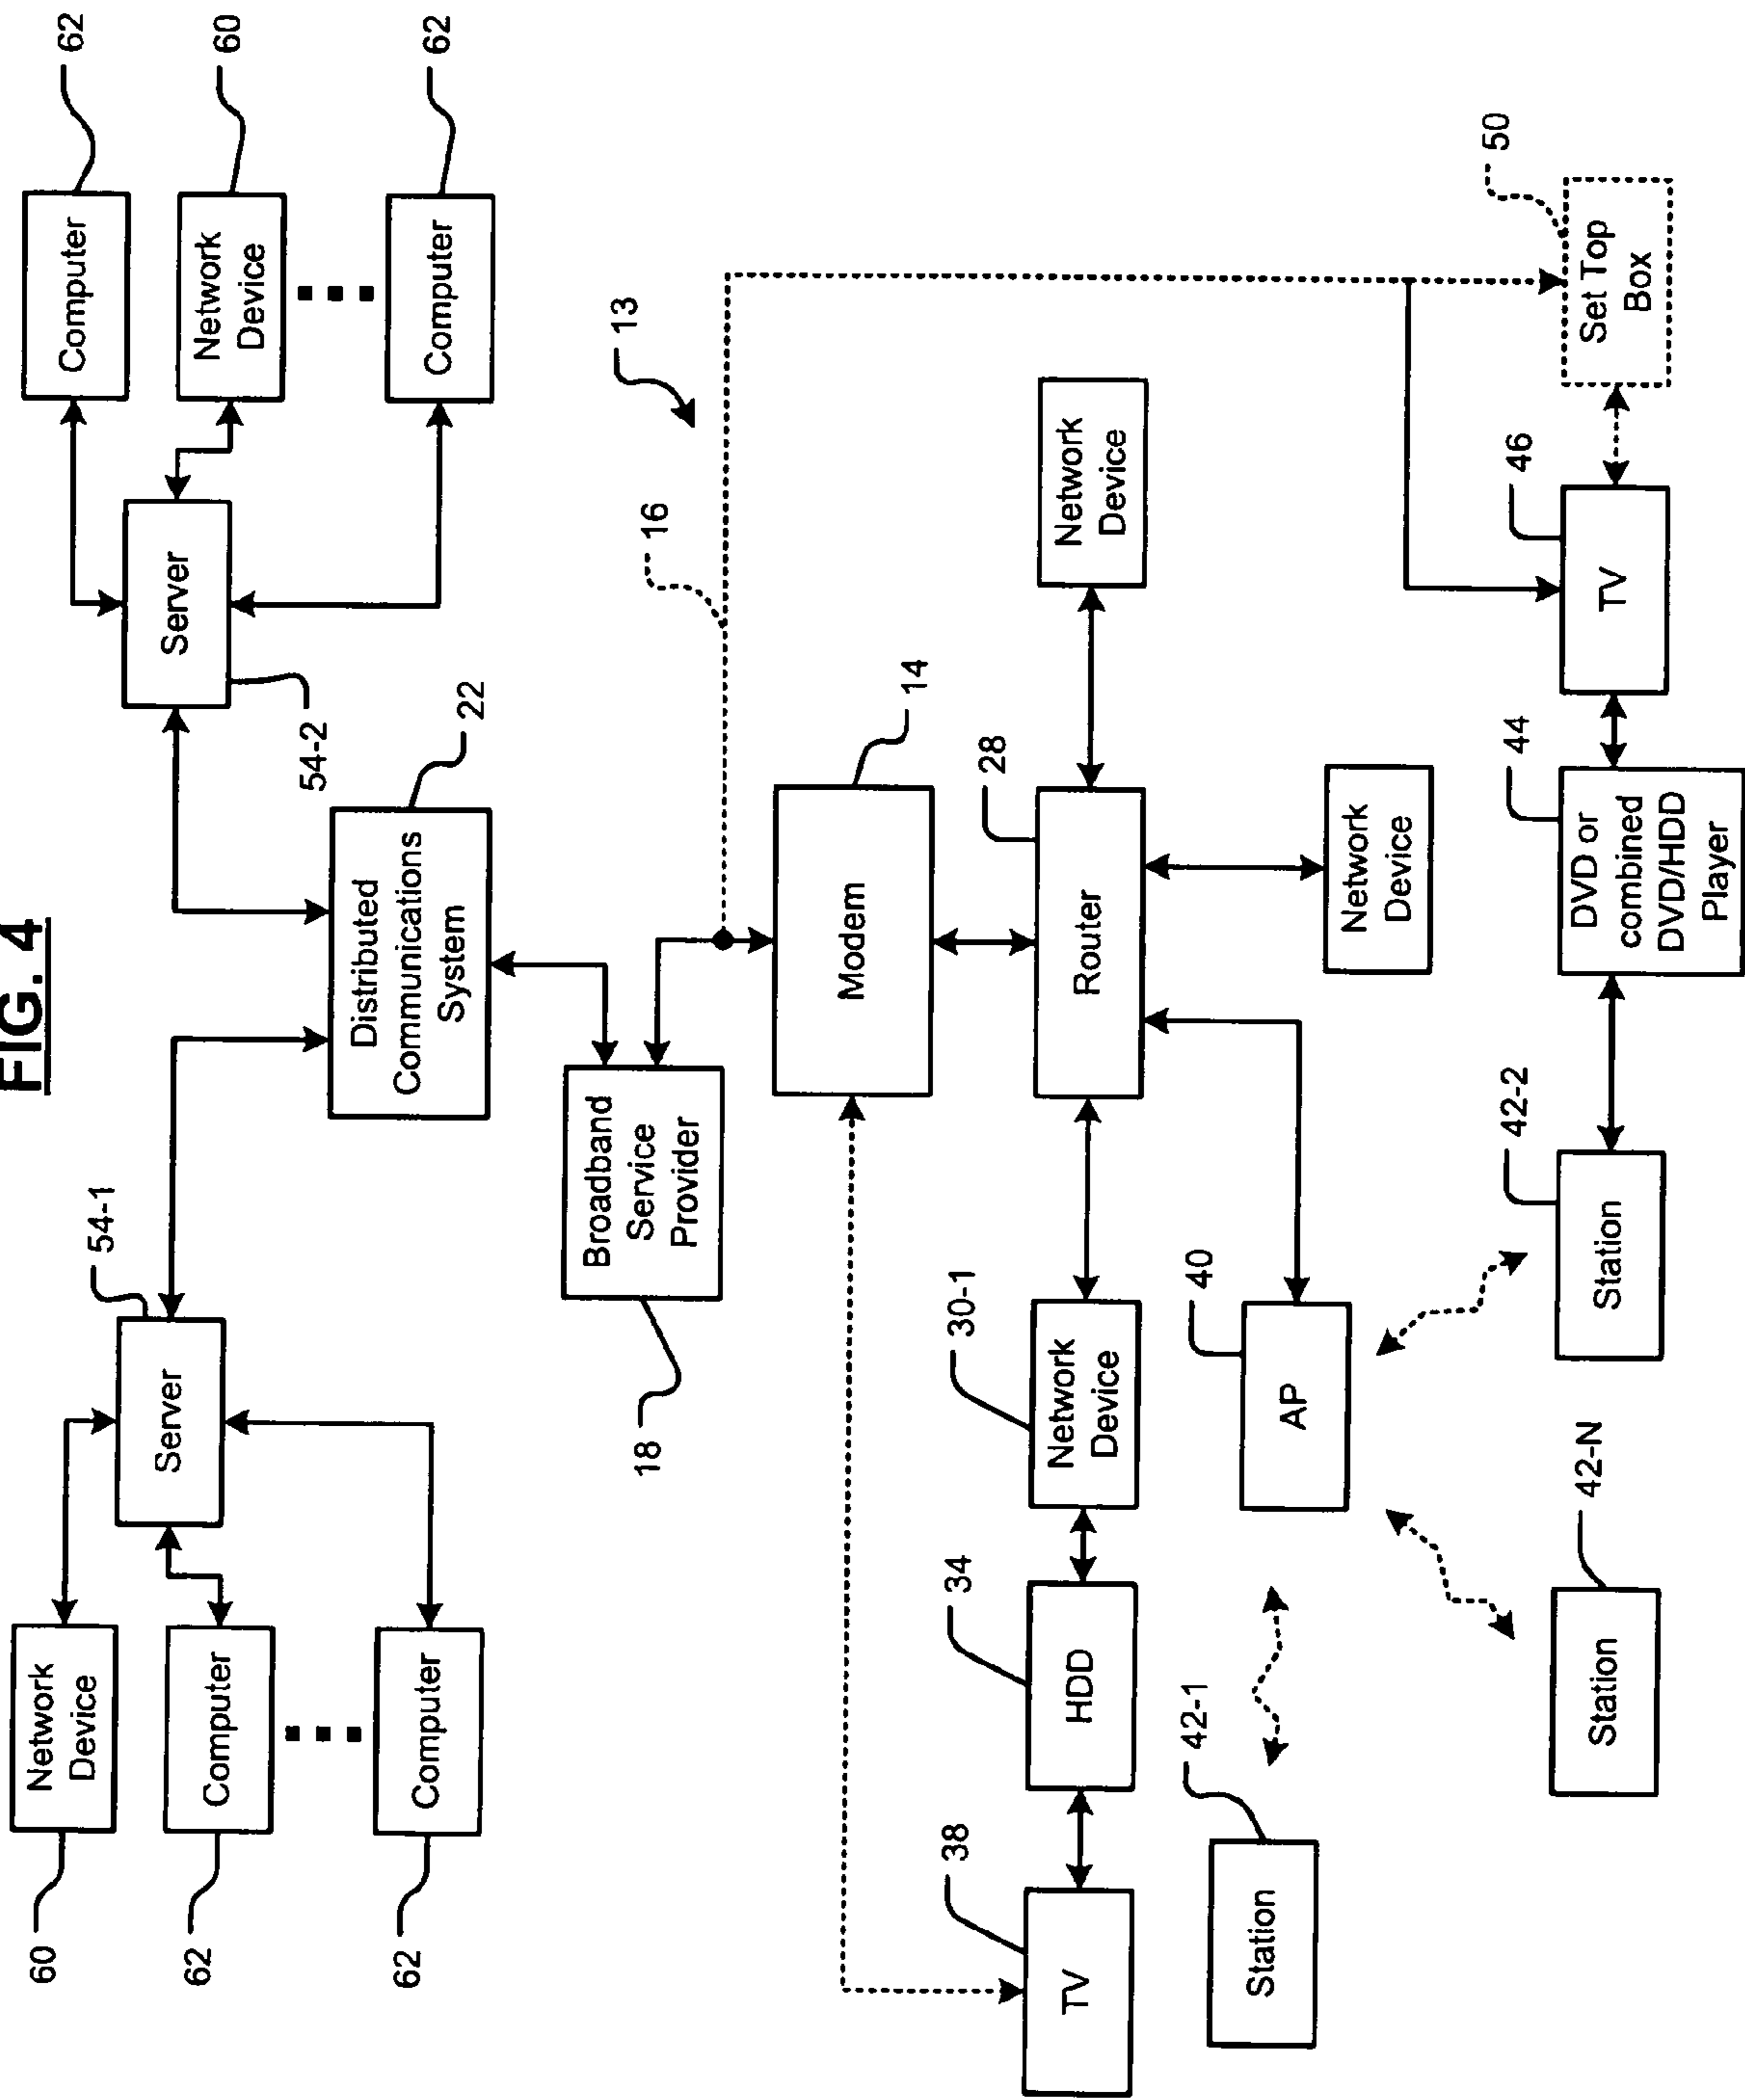 FIG. 4
60
Network
Device
62
Computer
62
Computer
Server
54-1
Distributed
Communications
System
22
Server
54-2
Computer
62
Network
Device
60
Computer
62
Broadband
Service
Provider
18
16
13
Modem
14
Router
28
Network
Device
Network
Device
Network
Device
30-1
HDD
34
TV
38
AP
40
Station
42-1
Station
42-N
Station
42-2
DVD or
combined
DVD/HDD
Player
44
TV
46
Set Top
Box
50